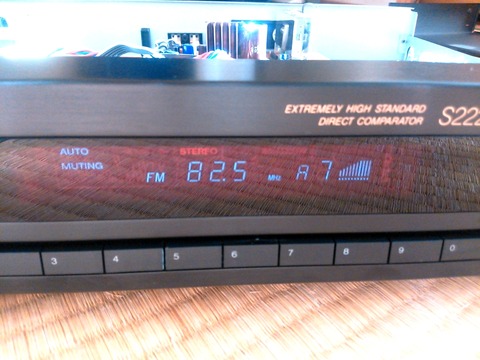 EXTREMELY HIGH STANDARD
DIRECT COMPARATOR
S222
AUTO
STEREO
MUTING
FM 82.5 MHz A 7
3 4 5 6 7 8 9 0